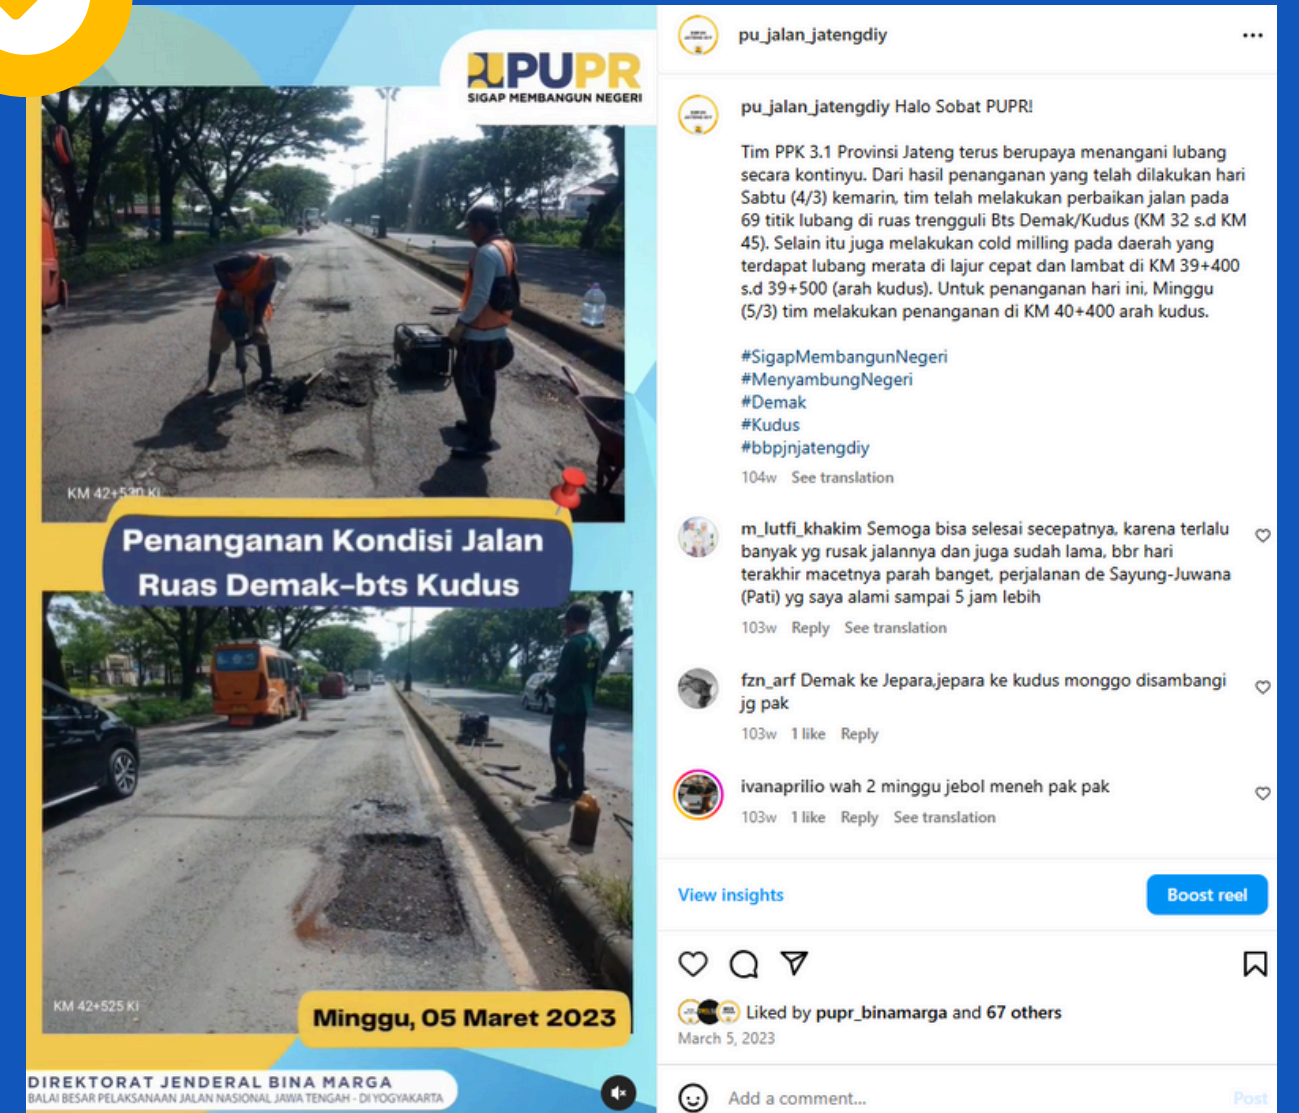 PUPR
SIGAP MEMBANGUN NEGERI
KM 42+530 Ki
Penanganan Kondisi Jalan
Ruas Demak-bts Kudus
KM 42+525 Ki
Minggu, 05 Maret 2023
DIREKTORAT JENDERAL BINA MARGA
BALAI BESAR PELAKSANAAN JALAN NASIONAL JAWA TENGAH - DI YOGYAKARTA
pu_jalan_jatengdiy
pu_jalan_jatengdiy Halo Sobat PUPR!
Tim PPK 3.1 Provinsi Jateng terus berupaya menangani lubang
secara kontinyu. Dari hasil penanganan yang telah dilakukan hari
Sabtu (4/3) kemarin, tim telah melakukan perbaikan jalan pada
69 titik lubang di ruas trengguli Bts Demak/Kudus (KM 32 s.d KM
45). Selain itu juga melakukan cold milling pada daerah yang
terdapat lubang merata di lajur cepat dan lambat di KM 39+400
s.d 39+500 (arah kudus). Untuk penanganan hari ini, Minggu
(5/3) tim melakukan penanganan di KM 40+400 arah kudus.
#SigapMembangunNegeri
#MenyambungNegeri
#Demak
#Kudus
#bbpjnjatengdiy
104w See translation
m_lutfi_khakim Semoga bisa selesai secepatnya, karena terlalu
banyak yg rusak jalannya dan juga sudah lama, bbr hari
terakhir macetnya parah banget, perjalanan de Sayung-Juwana
(Pati) yg saya alami sampai 5 jam lebih
103w Reply See translation
fzn_arf Demak ke Jepara,jepara ke kudus monggo disambangi
jg pak
103w 1 like Reply
ivanaprilio wah 2 minggu jebol meneh pak pak
103w 1 like Reply See translation
View insights
Boost reel
Liked by pupr_binamarga and 67 others
March 5, 2023
Add a comment...
Post